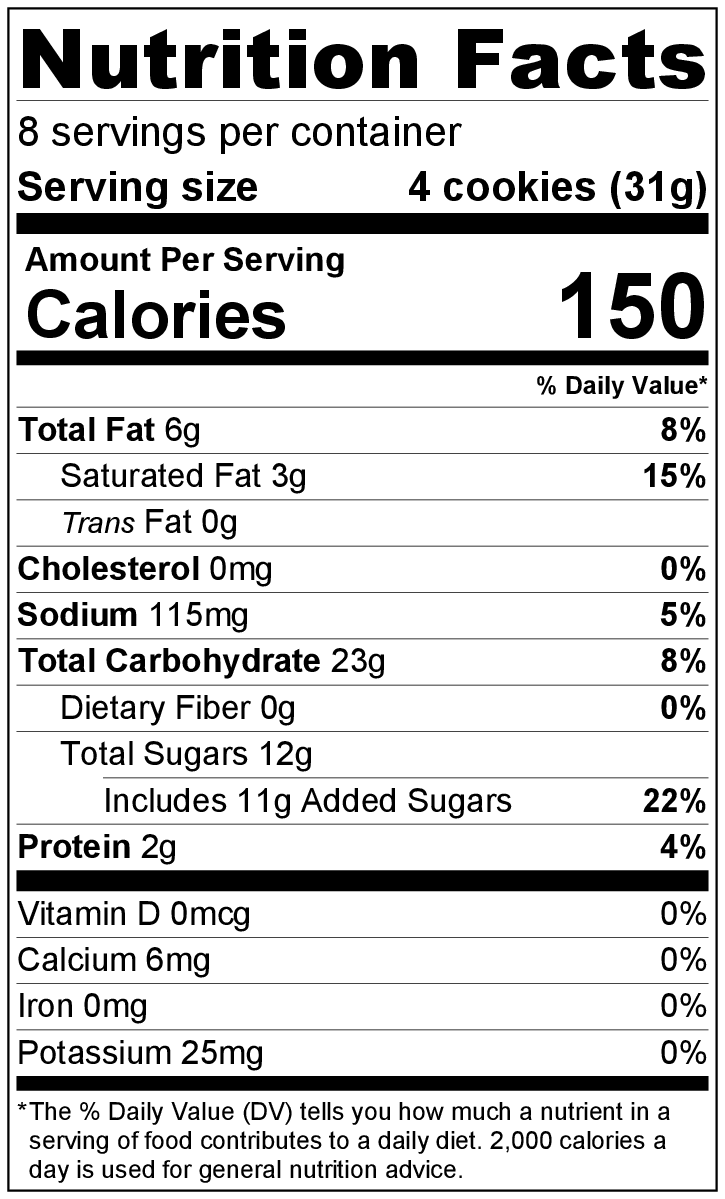 Nutrition Facts
8 servings per container
Serving size 4 cookies (31g)
Amount Per Serving
Calories 150
% Daily Value*
Total Fat 6g 8%
Saturated Fat 3g 15%
Trans Fat 0g
Cholesterol 0mg 0%
Sodium 115mg 5%
Total Carbohydrate 23g 8%
Dietary Fiber 0g 0%
Total Sugars 12g
Includes 11g Added Sugars 22%
Protein 2g 4%
Vitamin D 0mcg 0%
Calcium 6mg 0%
Iron 0mg 0%
Potassium 25mg 0%
*The % Daily Value (DV) tells you how much a nutrient in a
serving of food contributes to a daily diet. 2,000 calories a
day is used for general nutrition advice.